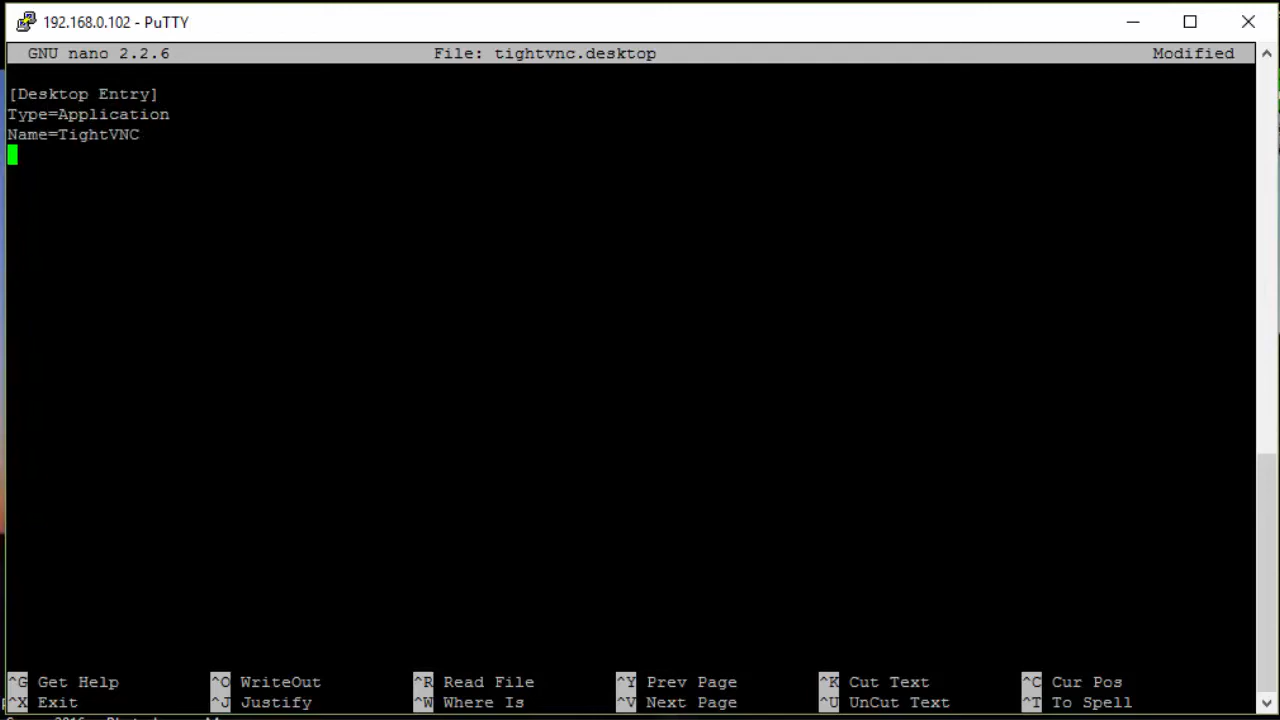 192.168.0.102 - PuTTY
GNU nano 2.2.6 File: tightvnc.desktop Modified
[Desktop Entry]
Type=Application
Name=TightVNC
^G Get Help ^O WriteOut ^R Read File ^Y Prev Page ^K Cut Text ^C Cur Pos
^X Exit ^J Justify ^W Where Is ^V Next Page ^U UnCut Text ^T To Spell